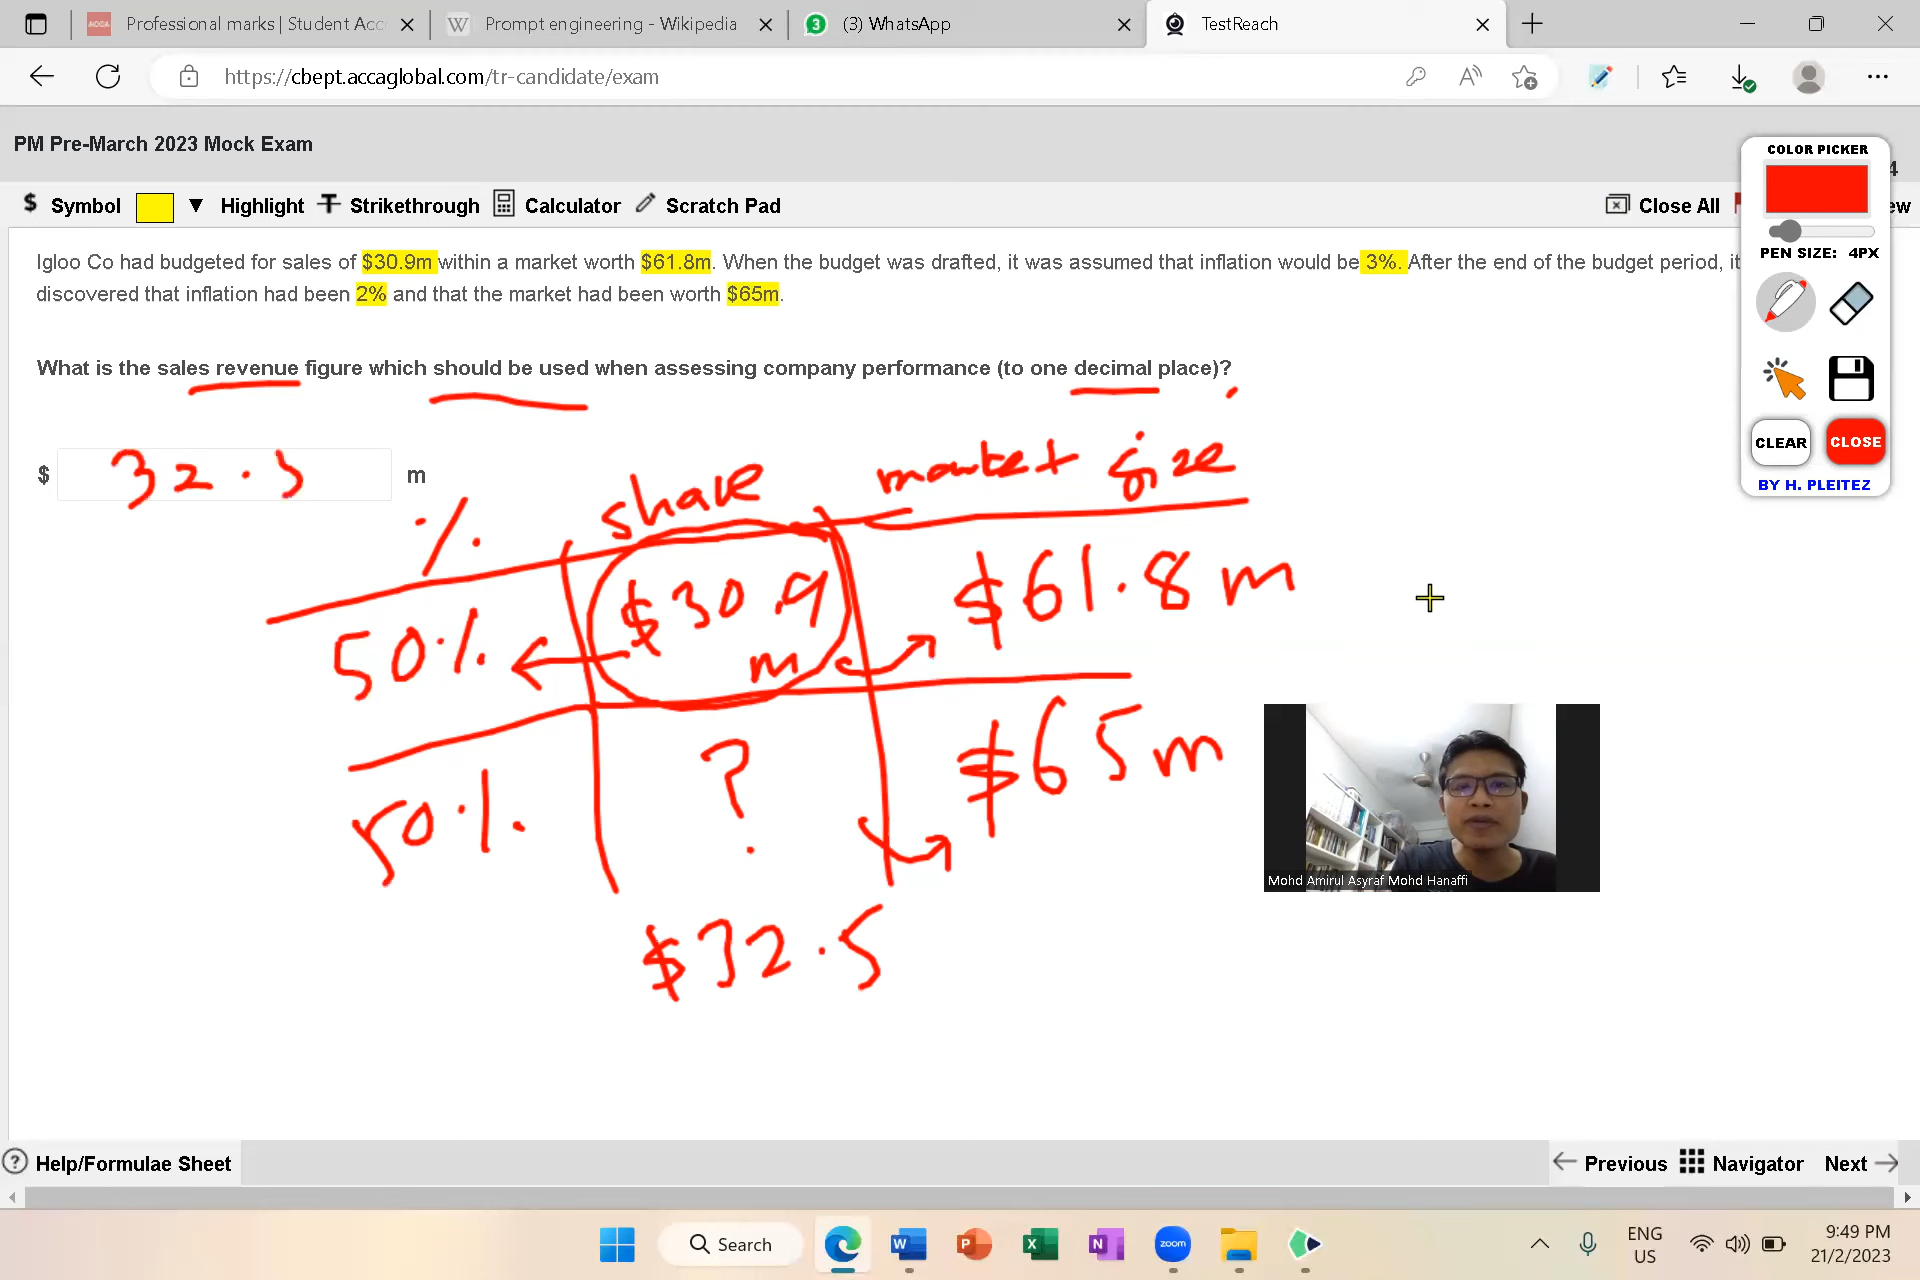 Professional marks | Student Acc
Prompt engineering - Wikipedia
3 (3) WhatsApp
TestReach
https://cbept.accaglobal.com/tr-candidate/exam
PM Pre-March 2023 Mock Exam
4
$ Symbol ▼ Highlight T Strikethrough Calculator Scratch Pad Close All ew
COLOR PICKER
PEN SIZE: 4PX
CLEAR CLOSE
BY H. PLEITEZ
Igloo Co had budgeted for sales of $30.9m within a market worth $61.8m. When the budget was drafted, it was assumed that inflation would be 3%. After the end of the budget period, it
discovered that inflation had been 2% and that the market had been worth $65m.
What is the sales revenue figure which should be used when assessing company performance (to one decimal place)?
$ 32.5 m
% share market size
50% $30.9 m $61.8 m
50% ? $65m
$32.5
Mohd Amirul Asyraf Mohd Hanaffi
? Help/Formulae Sheet
Previous Navigator Next
Search
W P X N zoom
ENG
US
9:49 PM
21/2/2023